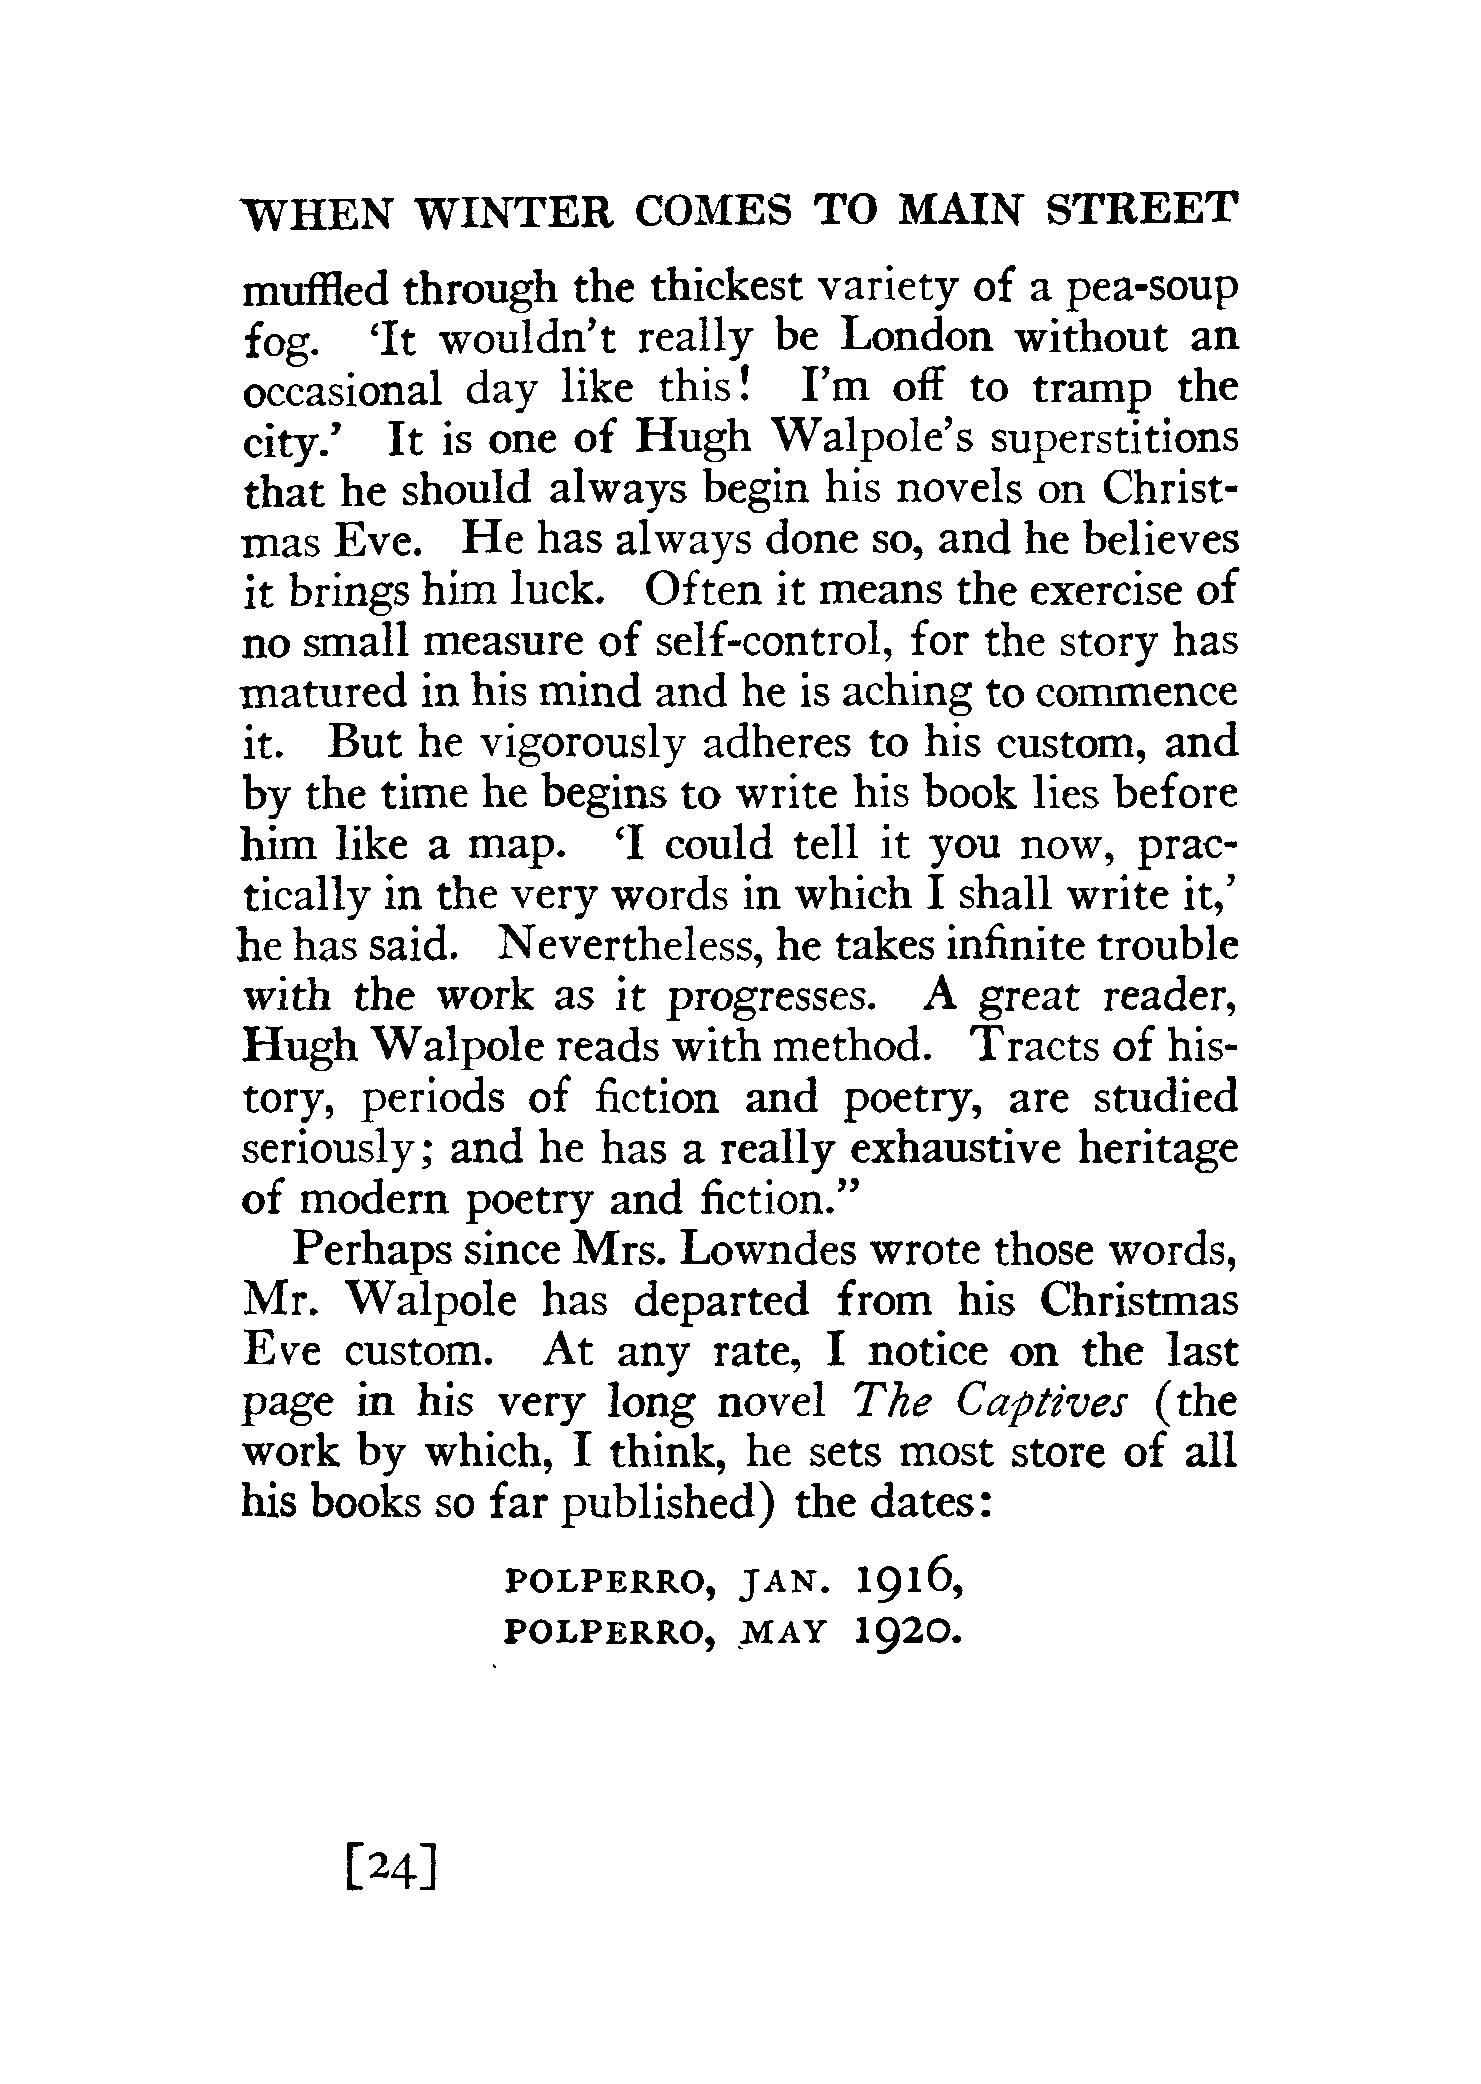 WHEN WINTER COMES TO MAIN STREET
muffled through the thickest variety of a pea-soup
fog. ‘It wouldn’t really be London without an
occasional day like this! I’m off to tramp the
city.’ It is one of Hugh Walpole’s superstitions
that he should always begin his novels on Christ-
mas Eve. He has always done so, and he believes
it brings him luck. Often it means the exercise of
no small measure of self-control, for the story has
matured in his mind and he is aching to commence
it. But he vigorously adheres to his custom, and
by the time he begins to write his book lies before
him like a map. ‘I could tell it you now, prac-
tically in the very words in which I shall write it,’
he has said. Nevertheless, he takes infinite trouble
with the work as it progresses. A great reader,
Hugh Walpole reads with method. Tracts of his-
tory, periods of fiction and poetry, are studied
seriously; and he has a really exhaustive heritage
of modern poetry and fiction.”
Perhaps since Mrs. Lowndes wrote those words,
Mr. Walpole has departed from his Christmas
Eve custom. At any rate, I notice on the last
page in his very long novel The Captives (the
work by which, I think, he sets most store of all
his books so far published) the dates:
POLPERRO, JAN. 1916,
POLPERRO, MAY 1920.
[24]